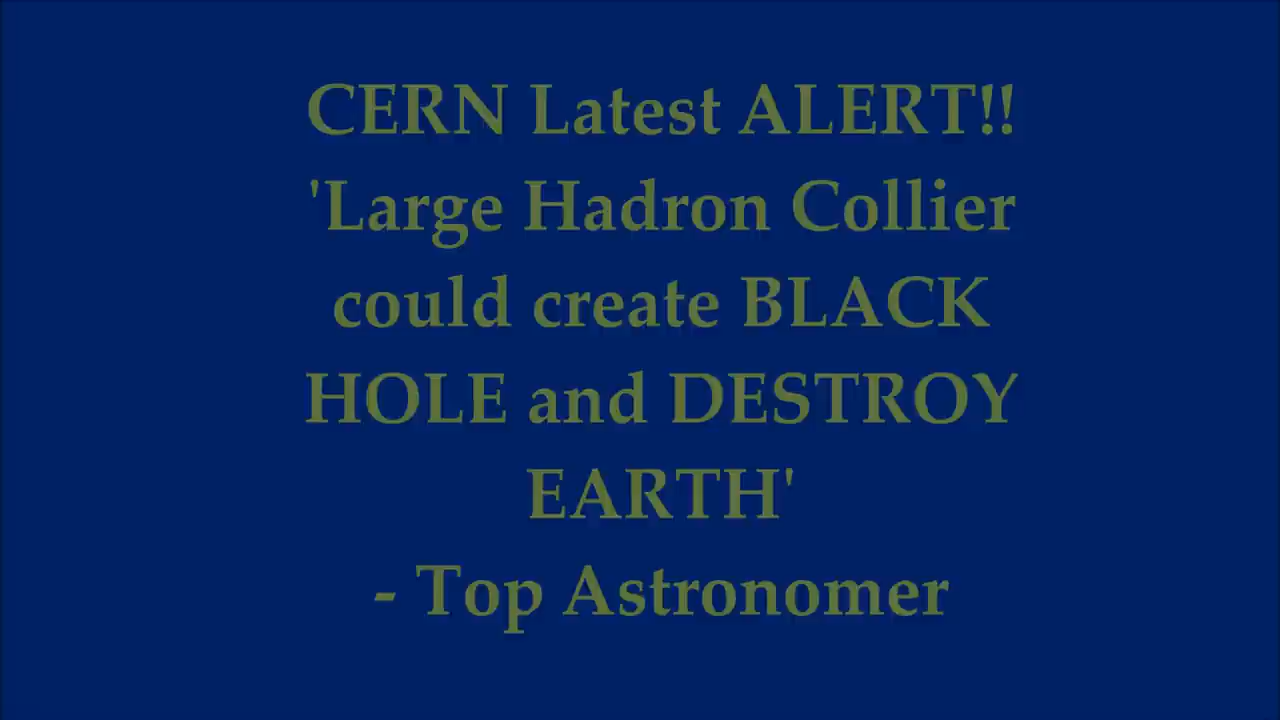 CERN Latest ALERT!!
'Large Hadron Collier
could create BLACK
HOLE and DESTROY
EARTH'
- Top Astronomer